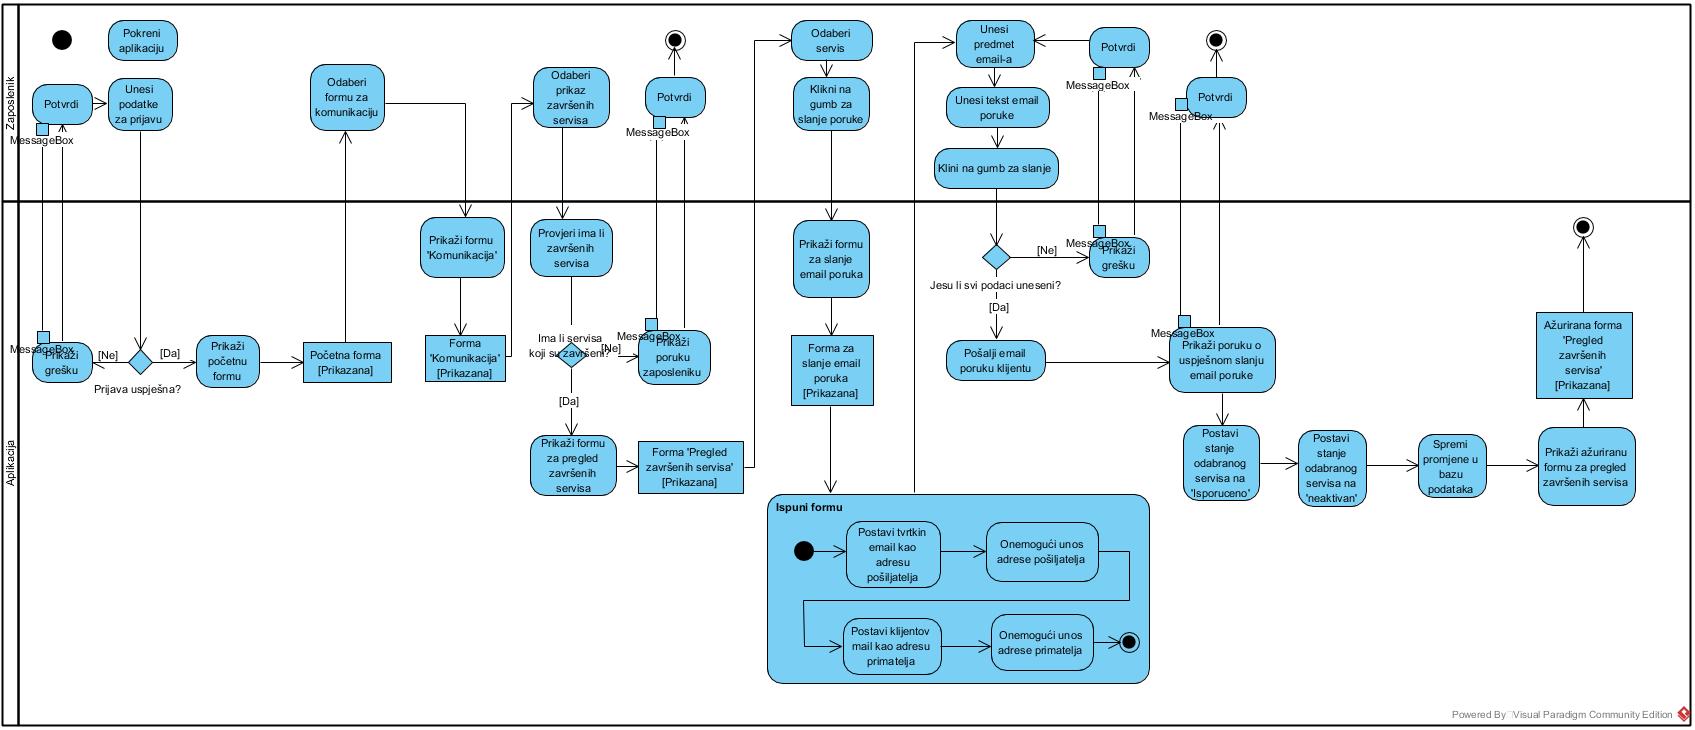 Zaposlenik
Pokreni
aplikaciju
Potvrdi
MessageBox
Unesi
podatke
za prijavu
Odaberi
formu za
komunikaciju
Odaberi
prikaz
završenih
servisa
Potvrdi
MessageBox
Odaberi
servis
Klikni na
gumb za
slanje poruke
Unesi
predmet
email-a
Unesi tekst email
poruke
Klini na gumb za slanje
Potvrdi
MessageBox
Potvrdi
MessageBox
Aplikacija
MessageBox
Prikaži
grešku
[Ne]
[Da]
Prijava uspješna?
Prikaži
početnu
formu
Početna forma
[Prikazana]
Prikaži formu
'Komunikacija'
Forma
'Komunikacija'
[Prikazana]
Provjeri ima li
završenih
servisa
Ima li servisa
koji su završeni?
[Ne]
[Da]
MessageBox
Prikaži
poruku
zaposleniku
Prikaži formu
za pregled
završenih
servisa
Forma 'Pregled
završenih servisa'
[Prikazana]
Prikaži formu
za slanje
email poruka
Forma za
slanje email
poruka
[Prikazana]
Ispuni formu
Postavi tvrtkin
email kao
adresu
pošiljatelja
Onemogući unos
adrese pošiljatelja
Postavi klijentov
mail kao adresu
primatelja
Onemogući unos
adrese primatelja
[Ne]
Jesu li svi podaci uneseni?
[Da]
MessageBox
Prikaži
grešku
Pošalji email
poruku klijentu
MessageBox
Prikaži poruku o
uspješnom slanju
email poruke
Postavi
stanje
odabranog
servisa na
'Isporuceno'
Postavi
stanje
odabranog
servisa na
'neaktivan'
Spremi
promjene u
bazu
podataka
Prikaži ažuriranu
formu za pregled
završenih servisa
Ažurirana forma
'Pregled
završenih
servisa'
[Prikazana]
Powered By Visual Paradigm Community Edition